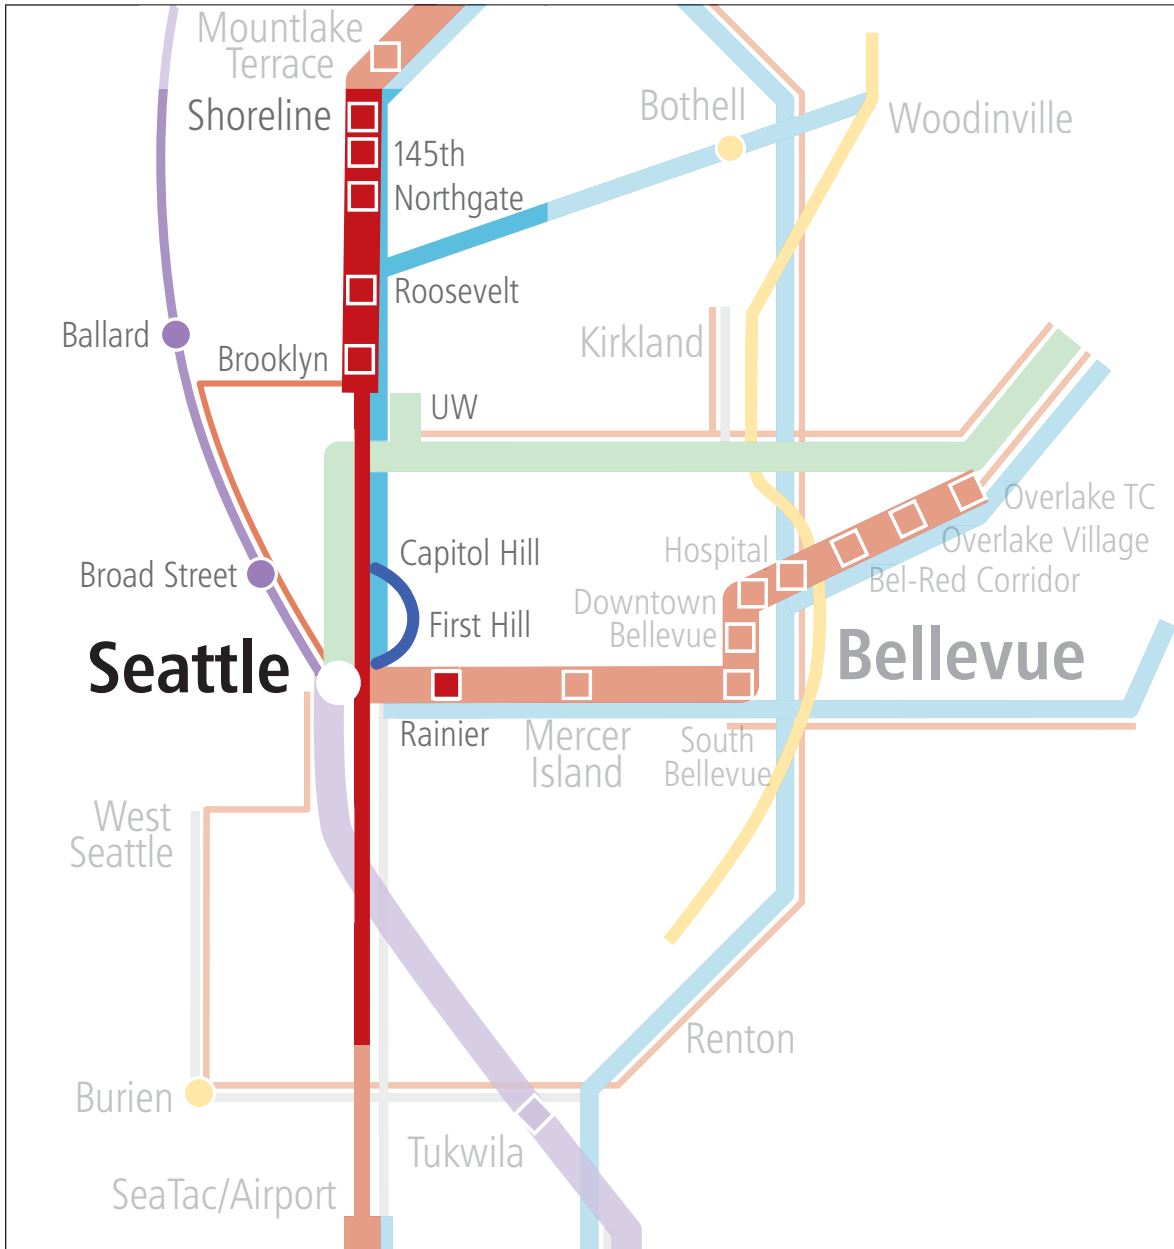 Mountlake
Terrace
Shoreline
145th
Northgate
Bothell
Woodinville
Roosevelt
Ballard
Brooklyn
Kirkland
UW
Overlake TC
Overlake Village
Bel-Red Corridor
Hospital
Capitol Hill
Broad Street
Downtown
Bellevue
First Hill
Seattle
Bellevue
Rainier
Mercer
Island
South
Bellevue
West
Seattle
Renton
Burien
Tukwila
SeaTac/Airport